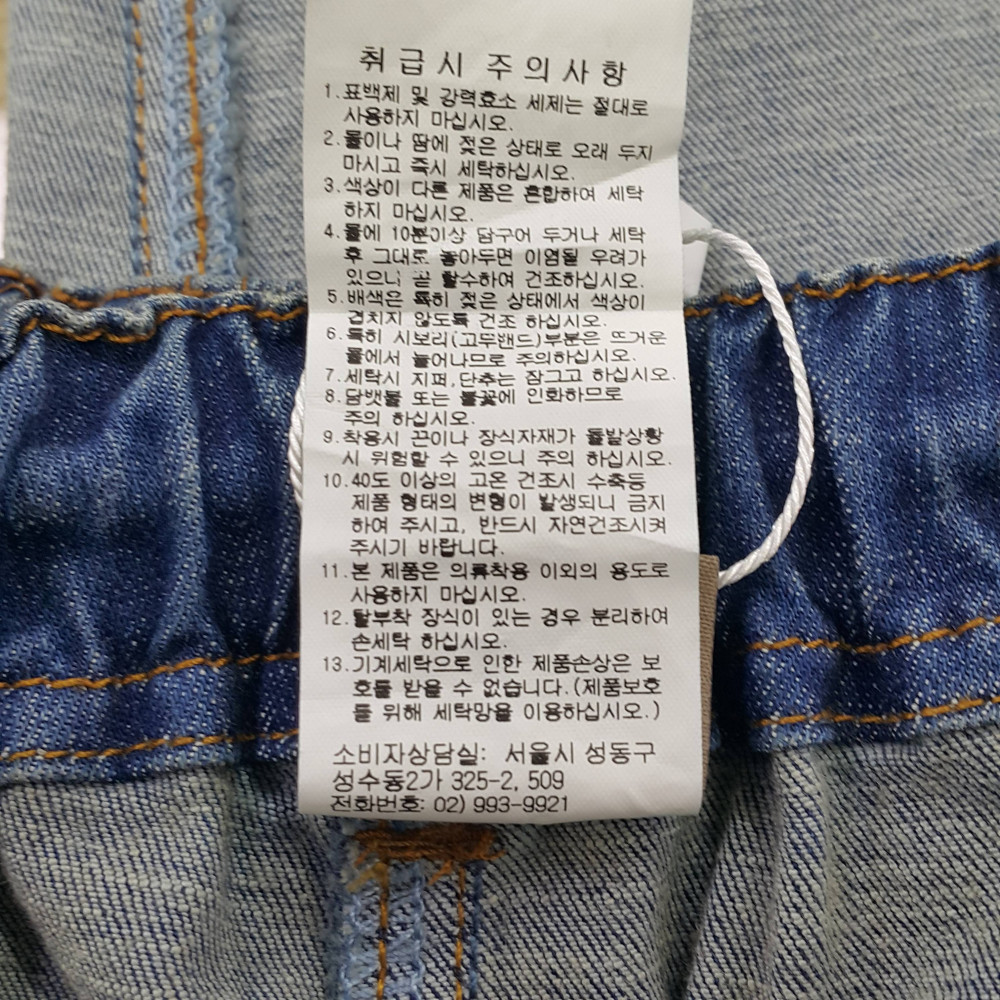 취급시 주의사항
1.표백제 및 강력효소 세제는 절대로
사용하지 마십시오.
2.물이나 땀에 젖은 상태로 오래 두지
마시고 즉시 세탁하십시오.
3.색상이 다른 제품은 혼합하여 세탁
하지 마십시오.
4.물에 10분이상 담구어 두거나 세탁
후 그대로 놓아두면 이염될 우려가
있으니 곧 탈수하여 건조하십시오.
5.배색은 특히 젖은 상태에서 색상이
겹치지 않도록 건조 하십시오.
6.특히 시보리(고무밴드)부분은 뜨거운
물에서 늘어나므로 주의하십시오.
7.세탁시 지퍼,단추는 잠그고 하십시오.
8.담뱃불 또는 불꽃에 인화하므로
주의 하십시오.
9.착용시 끈이나 장식자재가 돌발상황
시 위험할 수 있으니 주의 하십시오.
10.40도 이상의 고온 건조시 수축등
제품 형태의 변형이 발생되니 금지
하여 주시고, 반드시 자연건조시켜
주시기 바랍니다.
11.본 제품은 의류착용 이외의 용도로
사용하지 마십시오.
12.탈부착 장식이 있는 경우 분리하여
손세탁 하십시오.
13.기계세탁으로 인한 제품손상은 보
호를 받을 수 없습니다.(제품보호
를 위해 세탁망을 이용하십시오.)
소비자상담실: 서울시 성동구
성수동2가 325-2, 509
전화번호: 02) 993-9921